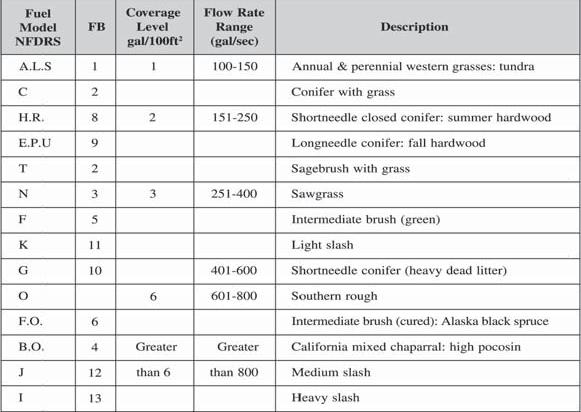 Fuel Model NFDRS | FB | Coverage Level gal/100ft² | Flow Rate Range (gal/sec) | Description
A.L.S | 1 | 1 | 100-150 | Annual & perennial western grasses: tundra
C | 2 | | | Conifer with grass
H.R. | 8 | 2 | 151-250 | Shortneedle closed conifer: summer hardwood
E.P.U | 9 | | | Longneedle conifer: fall hardwood
T | 2 | | | Sagebrush with grass
N | 3 | 3 | 251-400 | Sawgrass
F | 5 | | | Intermediate brush (green)
K | 11 | | | Light slash
G | 10 | | 401-600 | Shortneedle conifer (heavy dead litter)
O | | 6 | 601-800 | Southern rough
F.O. | 6 | | | Intermediate brush (cured): Alaska black spruce
B.O. | 4 | Greater | Greater | California mixed chaparral: high pocosin
J | 12 | than 6 | than 800 | Medium slash
I | 13 | | | Heavy slash